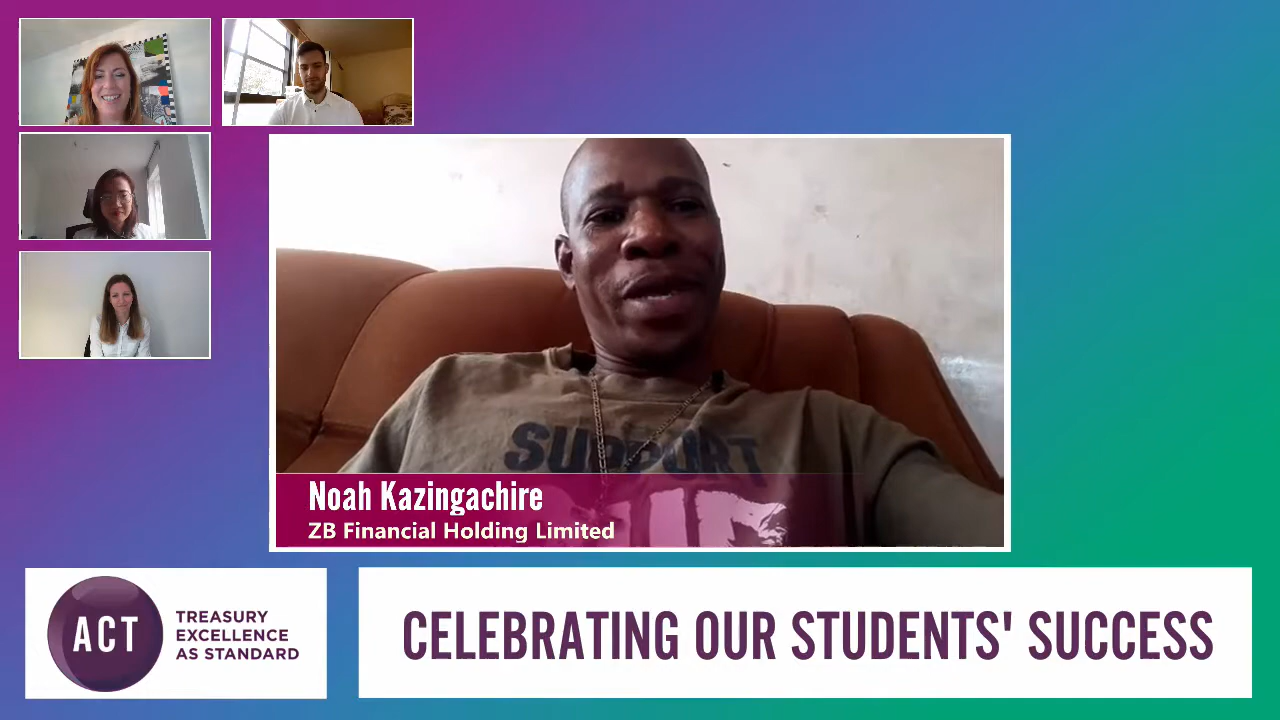 SUPPORT
Noah Kazingachire
ZB Financial Holding Limited
ACT
TREASURY
EXCELLENCE
AS STANDARD
CELEBRATING OUR STUDENTS' SUCCESS